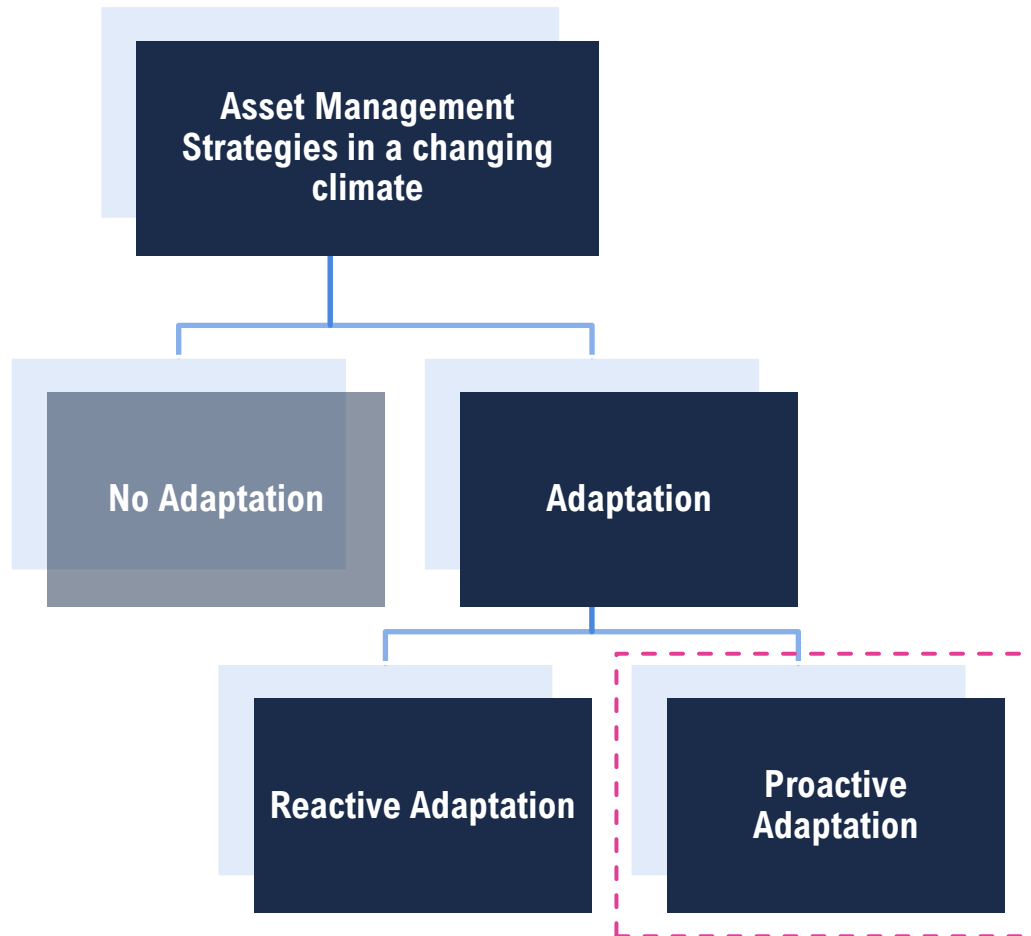 Asset Management
Strategies in a changing
climate
No Adaptation
Adaptation
Reactive Adaptation
Proactive
Adaptation